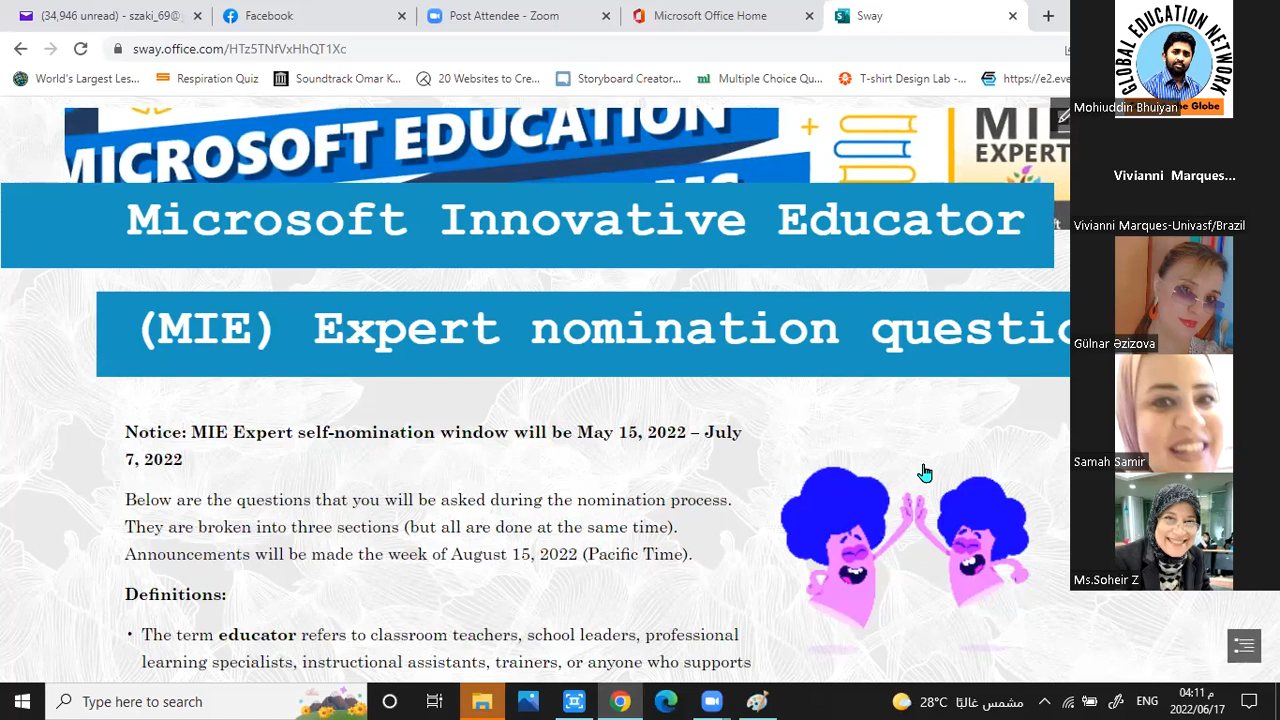 (34,946 unread) - szaki_69@
Facebook
Post Attendee - Zoom
Microsoft Office Home
Sway
sway.office.com/HTz5TNfVxHhQT1Xc
World's Largest Les...
Respiration Quiz
Soundtrack Omar K...
20 Websites to Cre...
Storyboard Creator...
ml Multiple Choice Qu...
T-shirt Design Lab -...
https://e2.eve
GLOBAL EDUCATION NETWORK
Globe
Mohiuddin Bhuiyan
MICROSOFT EDUCATION
MIE
EXPERT
Vivianni Marques...
Vivianni Marques-Univasf/Brazil
Microsoft Innovative Educator
(MIE) Expert nomination questio
Gülnar Əzizova
Notice: MIE Expert self-nomination window will be May 15, 2022 – July
7, 2022
Samah Samir
Below are the questions that you will be asked during the nomination process.
They are broken into three sections (but all are done at the same time).
Announcements will be made the week of August 15, 2022 (Pacific Time).
Ms.Soheir Z
Definitions:
• The term educator refers to classroom teachers, school leaders, professional
learning specialists, instructional assistants, trainers, or anyone who supports
Type here to search
28°C مشمس غالبًا
ENG
04:11 م
2022/06/17